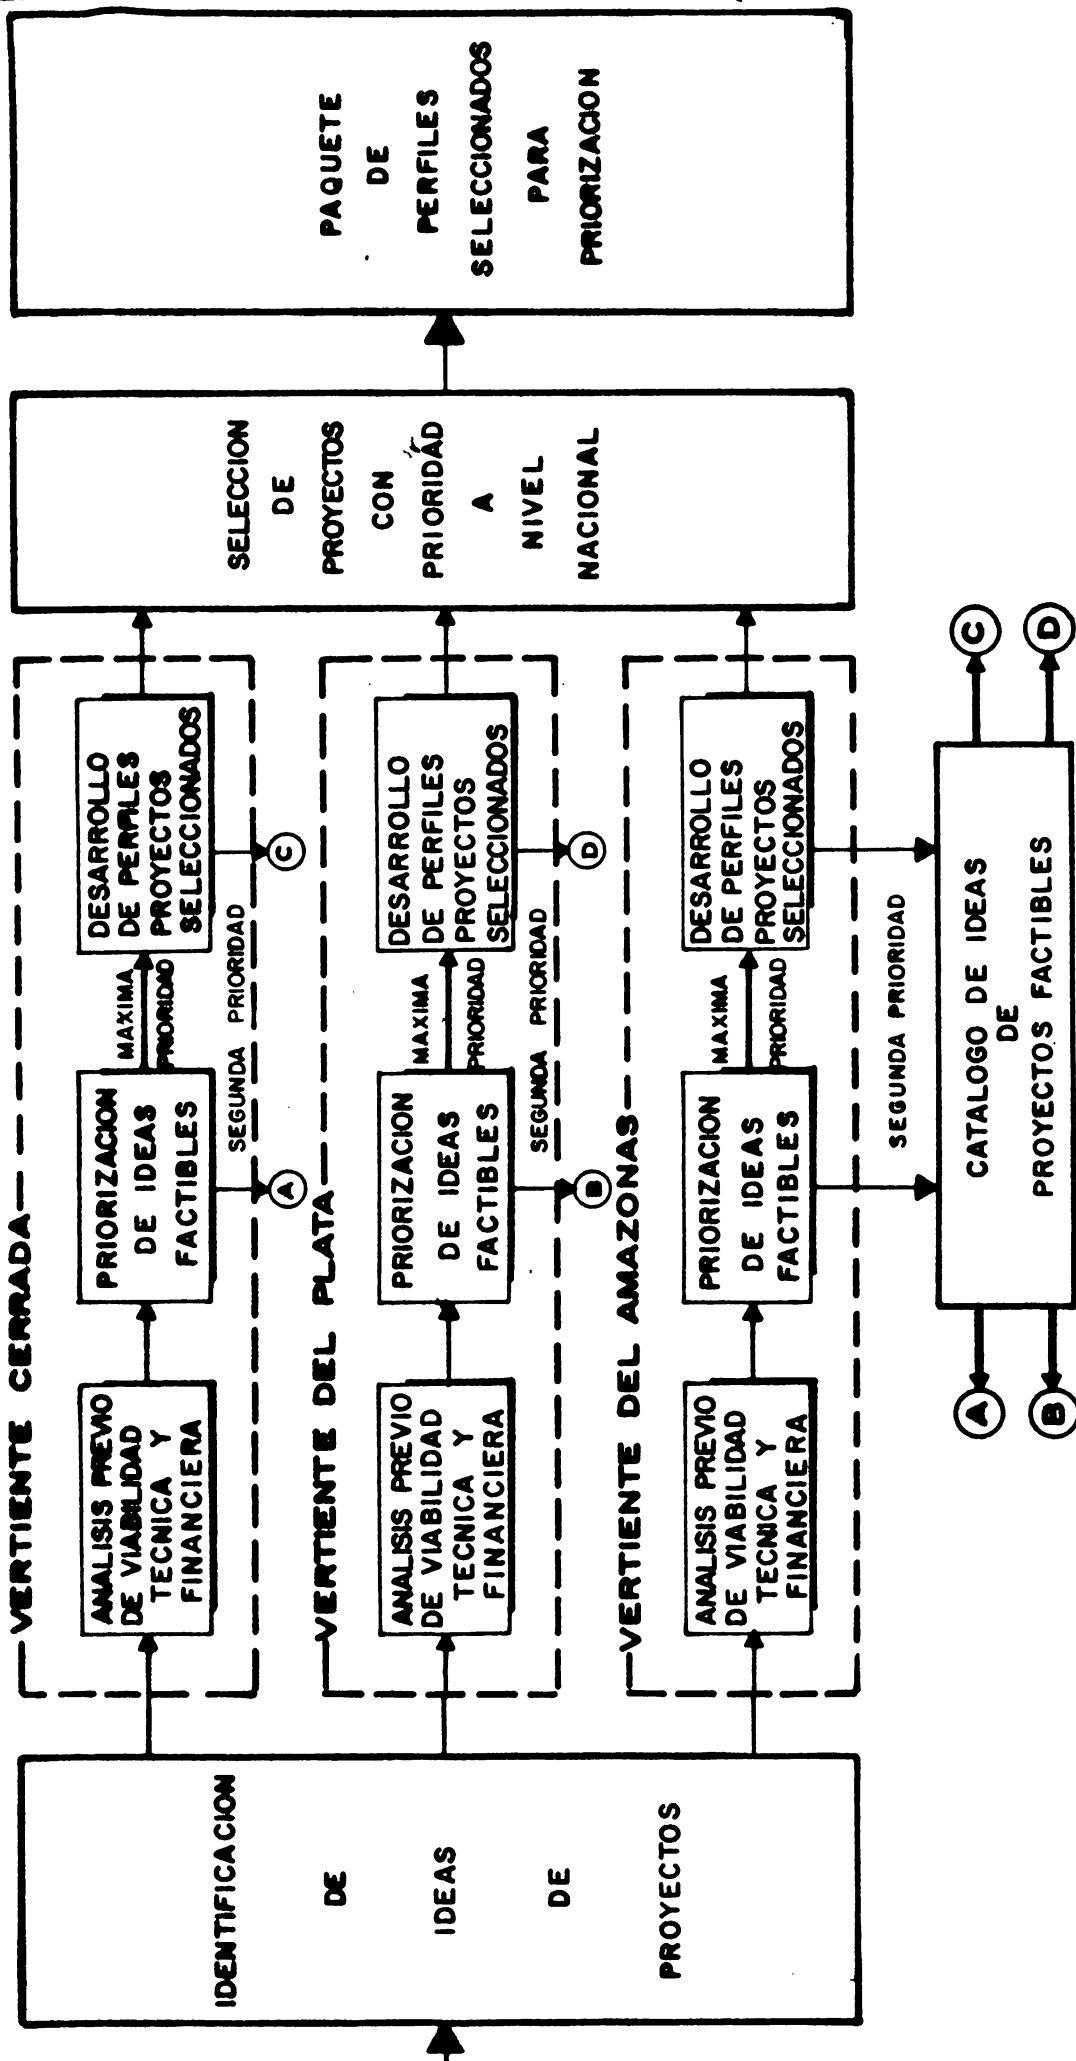 IDENTIFICACION
DE
IDEAS
DE
PROYECTOS
VERTIENTE CERRADA
ANALISIS PREVIO
DE VIABILIDAD
TECNICA Y
FINANCIERA
PRIORIZACION
DE IDEAS
FACTIBLES
MAXIMA
PRIORIDAD
DESARROLLO
DE PERFILES
PROYECTOS
SELECCIONADOS
SEGUNDA PRIORIDAD
A
C
VERTIENTE DEL PLATA
ANALISIS PREVIO
DE VIABILIDAD
TECNICA Y
FINANCIERA
PRIORIZACION
DE IDEAS
FACTIBLES
MAXIMA
PRIORIDAD
DESARROLLO
DE PERFILES
PROYECTOS
SELECCIONADOS
SEGUNDA PRIORIDAD
B
D
VERTIENTE DEL AMAZONAS
ANALISIS PREVIO
DE VIABILIDAD
TECNICA Y
FINANCIERA
PRIORIZACION
DE IDEAS
FACTIBLES
MAXIMA
PRIORIDAD
DESARROLLO
DE PERFILES
PROYECTOS
SELECCIONADOS
SEGUNDA PRIORIDAD
SELECCION
DE
PROYECTOS
CON
PRIORIDAD
A
NIVEL
NACIONAL
PAQUETE
DE
PERFILES
SELECCIONADOS
PARA
PRIORIZACION
A
B
CATALOGO DE IDEAS
DE
PROYECTOS FACTIBLES
C
D